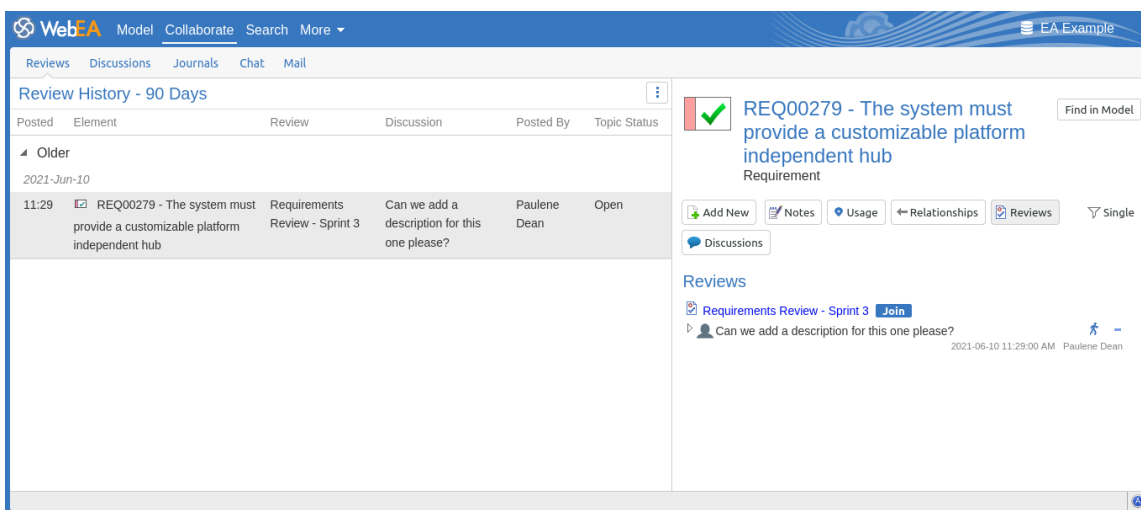 WebEA Model Collaborate Search More EA Example
Reviews Discussions Journals Chat Mail
Review History - 90 Days
Posted Element Review Discussion Posted By Topic Status
Older
2021-Jun-10
11:29 REQ00279 - The system must Requirements Can we add a Paulene Open
provide a customizable platform Review - Sprint 3 description for this Dean
independent hub one please?
REQ00279 - The system must Find in Model
provide a customizable platform
independent hub
Requirement
Add New Notes Usage Relationships Reviews Single
Discussions
Reviews
Requirements Review - Sprint 3 Join
Can we add a description for this one please?
2021-06-10 11:29:00 AM Paulene Dean